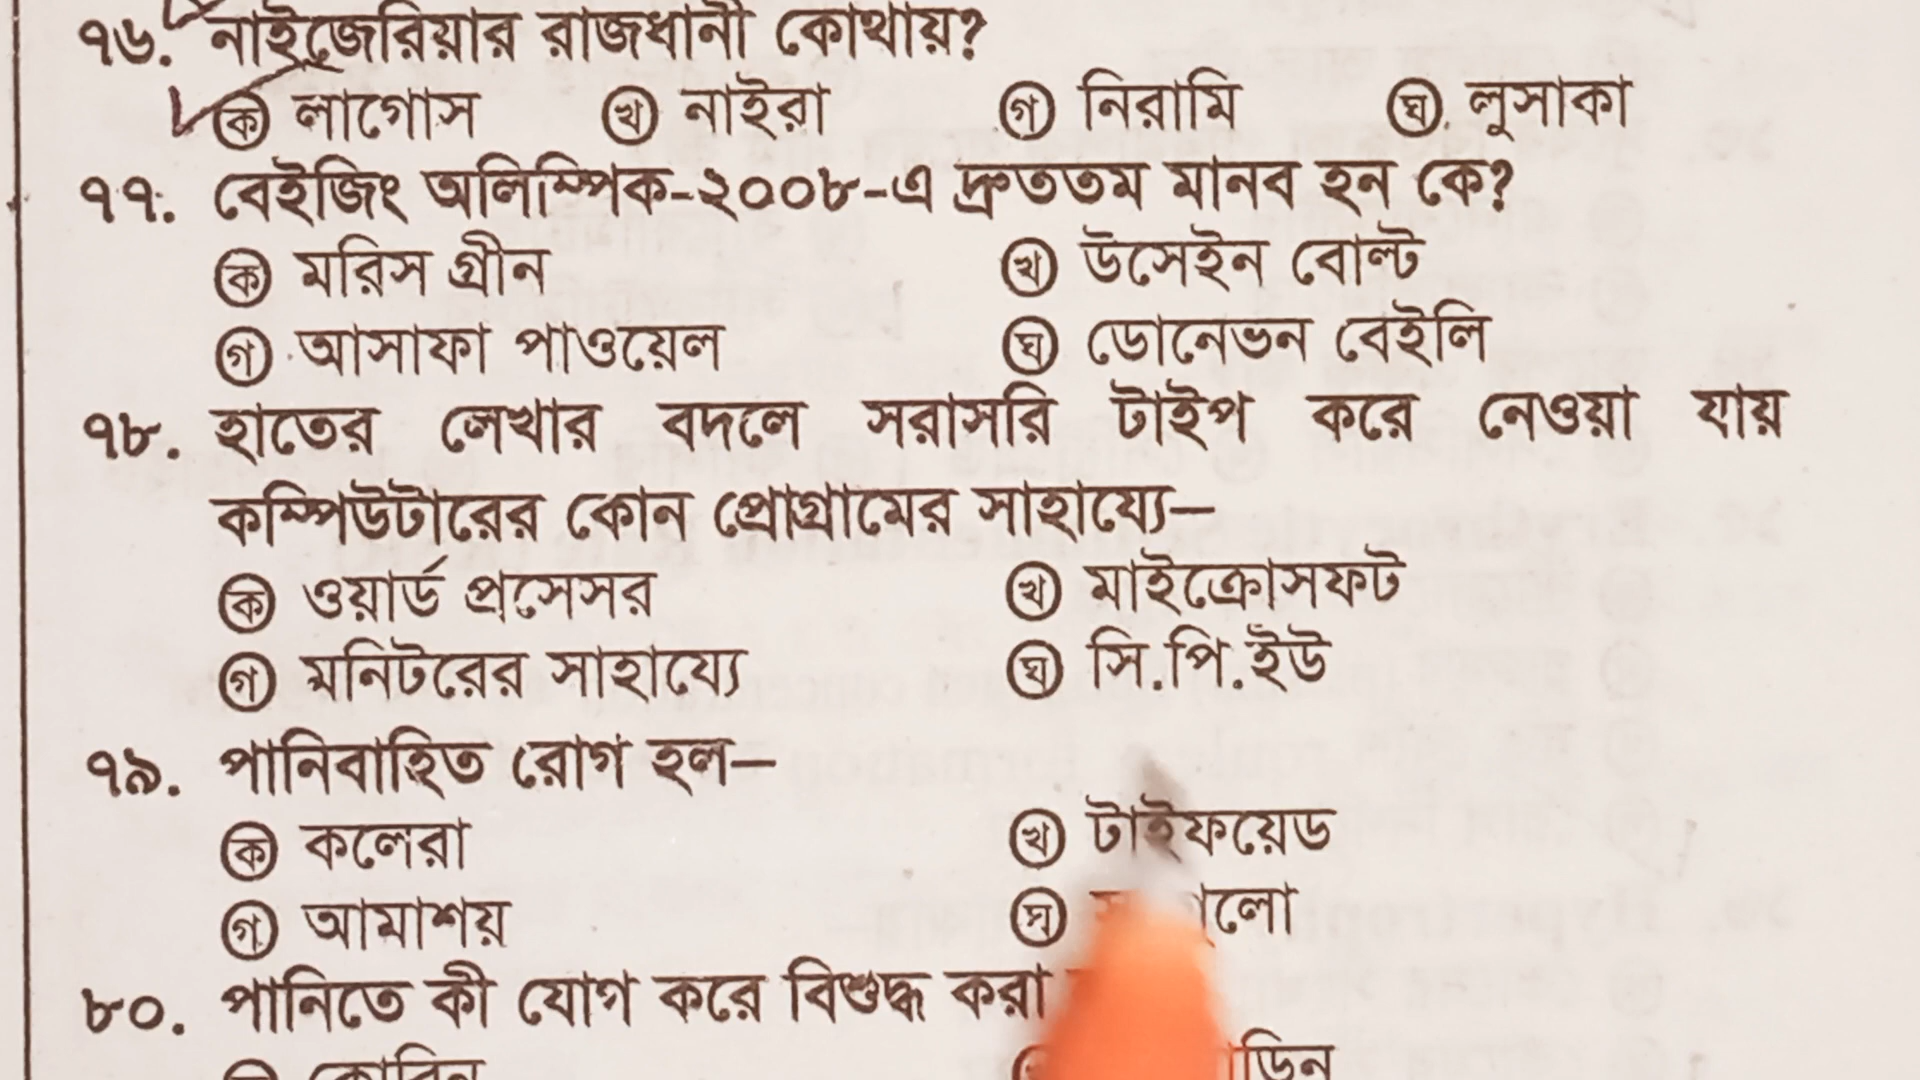 ৭৬. নাইজেরিয়ার রাজধানী কোথায়?
ক লাগোস খ নাইরা গ নিরামি ঘ লুসাকা
৭৭. বেইজিং অলিম্পিক-২০০৮-এ দ্রুততম মানব হন কে?
ক মরিস গ্রীন খ উসেইন বোল্ট
গ আসাফা পাওয়েল ঘ ডোনেভন বেইলি
৭৮. হাতের লেখার বদলে সরাসরি টাইপ করে নেওয়া যায়
কম্পিউটারের কোন প্রোগ্রামের সাহায্যে—
ক ওয়ার্ড প্রসেসর খ মাইক্রোসফট
গ মনিটরের সাহায্যে ঘ সি.পি.ইউ
৭৯. পানিবাহিত রোগ হল—
ক কলেরা খ টাইফয়েড
গ আমাশয় ঘ
৮০. পানিতে কী যোগ করে বিশুদ্ধ করা